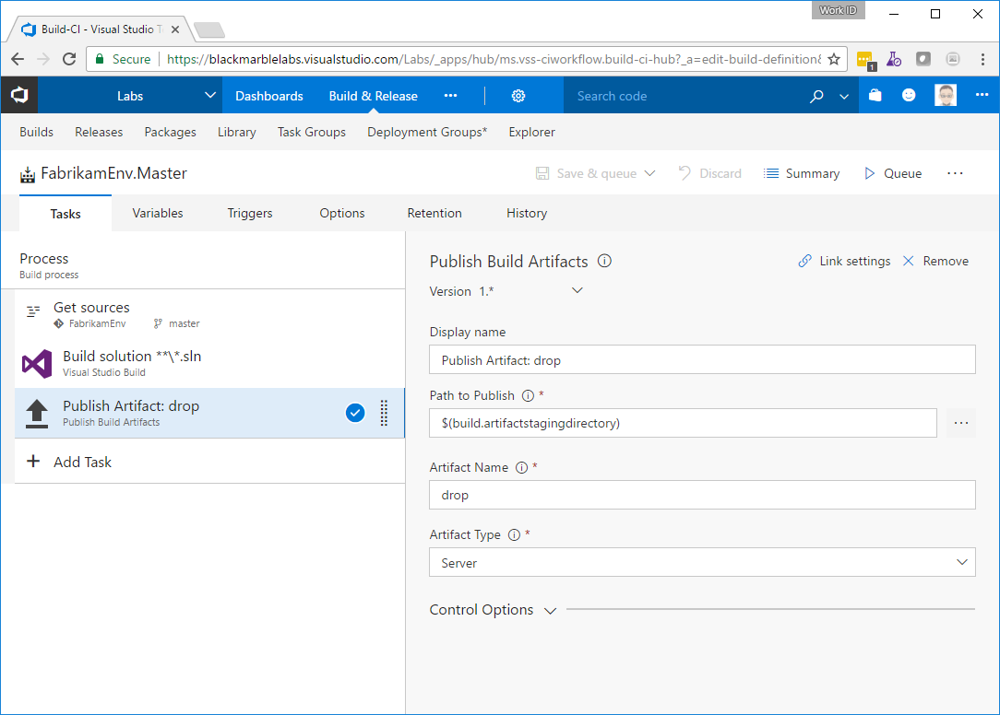 Work ID
Build-CI - Visual Studio T
Secure https://blackmarblelabs.visualstudio.com/Labs/_apps/hub/ms.vss-ciworkflow.build-ci-hub?_a=edit-build-definition&
1
Labs Dashboards Build & Release ... Search code ...
Builds Releases Packages Library Task Groups Deployment Groups* Explorer
FabrikamEnv.Master Save & queue Discard Summary Queue ...
Tasks Variables Triggers Options Retention History
Process
Build process
Get sources
FabrikamEnv master
Build solution **\*.sln
Visual Studio Build
Publish Artifact: drop
Publish Build Artifacts
+ Add Task
Publish Build Artifacts Link settings Remove
Version 1.*
Display name
Publish Artifact: drop
Path to Publish *
$(build.artifactstagingdirectory) ...
Artifact Name *
drop
Artifact Type *
Server
Control Options